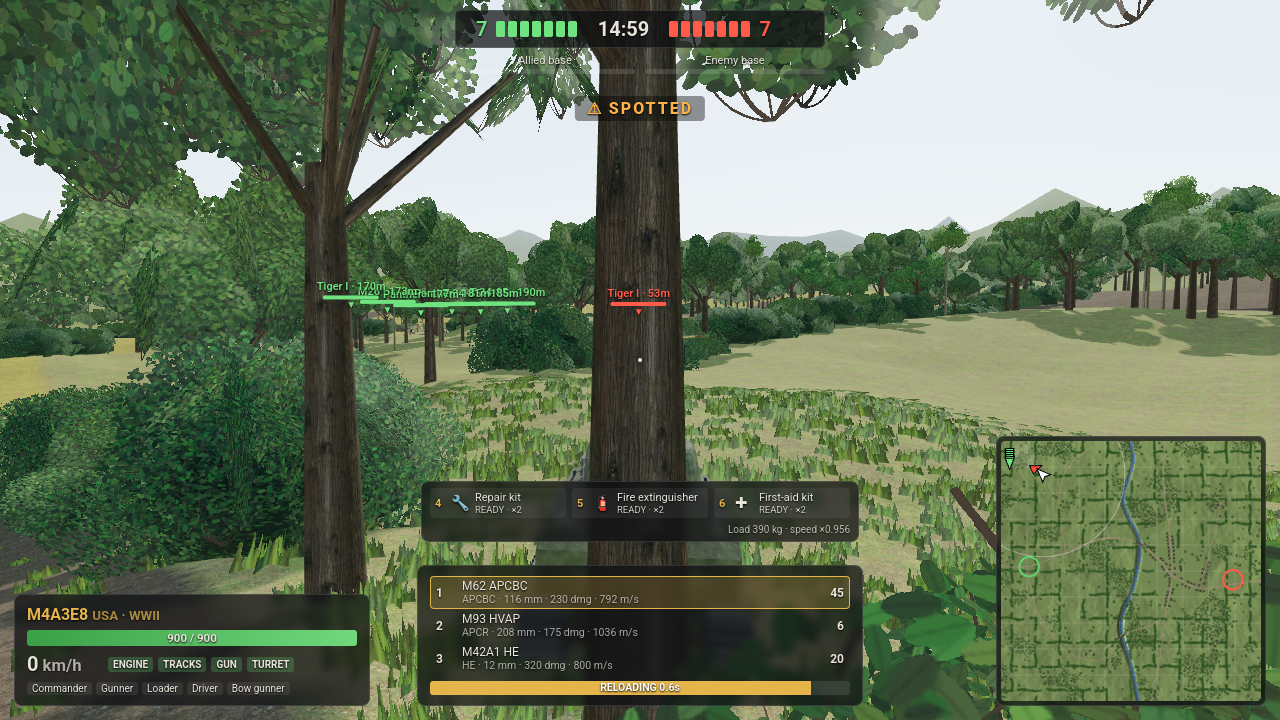 7 14:59 7
Allied base Enemy base
⚠ SPOTTED
Tiger I · 170m
Tiger I · 53m
185m 190m
4 Repair kit
READY · ×2
5 Fire extinguisher
READY · ×2
6 First-aid kit
READY · ×2
Load 390 kg · speed ×0.956
1 M62 APCBC 45
APCBC · 116 mm · 230 dmg · 792 m/s
2 M93 HVAP 6
APCR · 208 mm · 175 dmg · 1036 m/s
3 M42A1 HE 20
HE · 12 mm · 320 dmg · 800 m/s
RELOADING 0.6s
M4A3E8 USA · WWII
900 / 900
0 km/h ENGINE TRACKS GUN TURRET
Commander Gunner Loader Driver Bow gunner